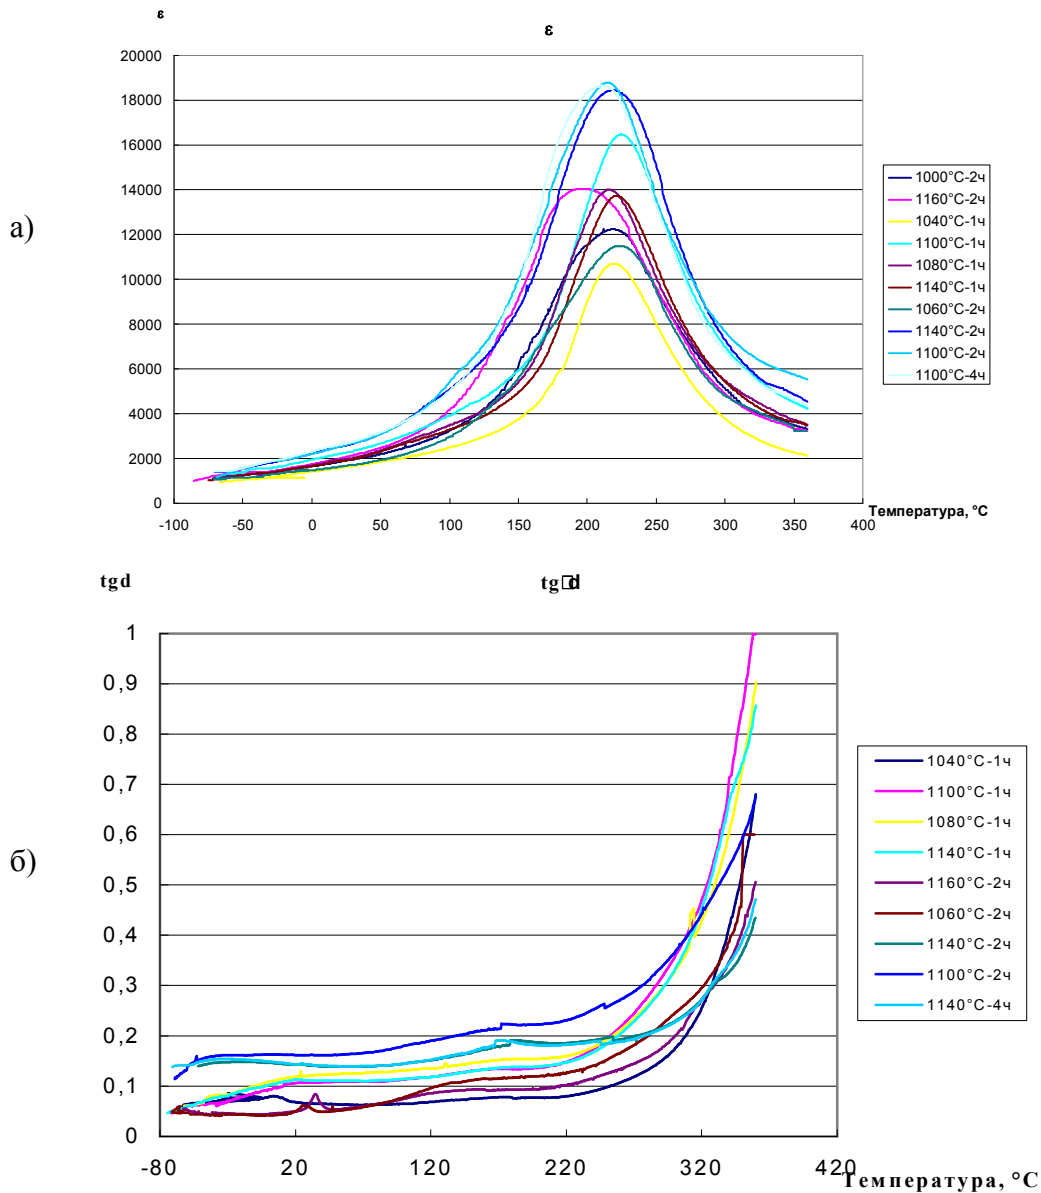 ε
ε
20000
18000
16000
14000
12000
10000
8000
6000
4000
2000
0
-100 -50 0 50 100 150 200 250 300 350 400
Температура, °С
а)
1000°С-2ч
1160°С-2ч
1040°С-1ч
1100°С-1ч
1080°С-1ч
1140°С-1ч
1060°С-2ч
1140°С-2ч
1100°С-2ч
1100°С-4ч
tgd
tg□d
1
0,9
0,8
0,7
0,6
0,5
0,4
0,3
0,2
0,1
0
-80 20 120 220 320 420
Температура, °С
б)
1040°С-1ч
1100°С-1ч
1080°С-1ч
1140°С-1ч
1160°С-2ч
1060°С-2ч
1140°С-2ч
1100°С-2ч
1140°С-4ч